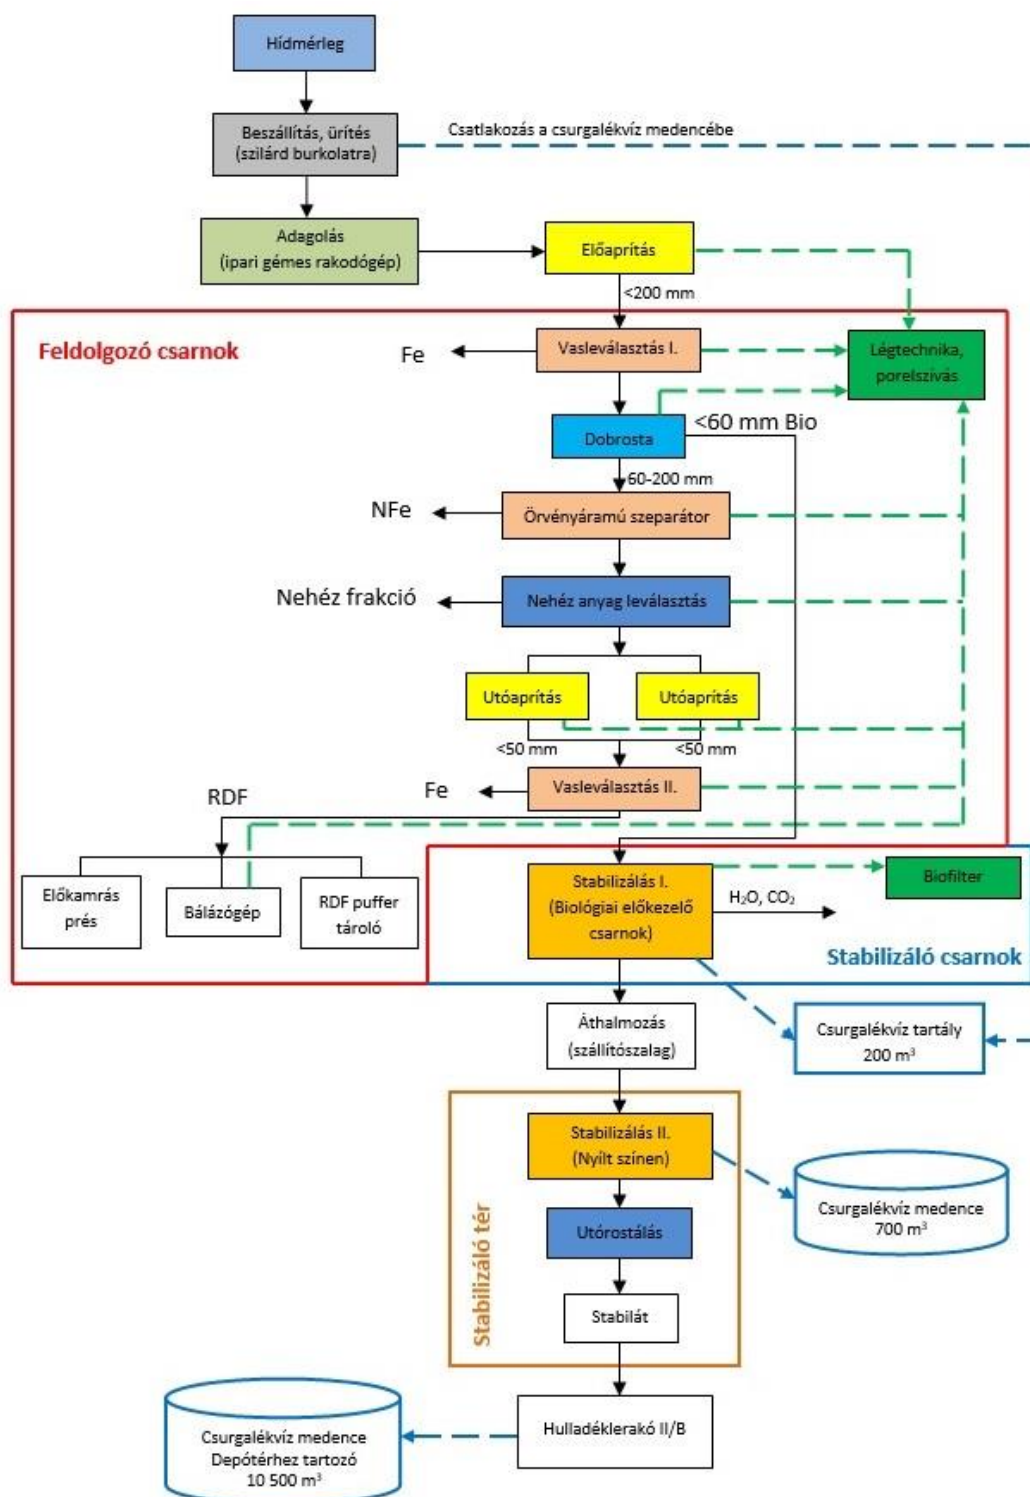 Hídmérleg
Beszállítás, ürítés
(szilárd burkolatra)
Csatlakozás a csurgalékvíz medencébe
Adagolás
(ipari gémes rakodógép)
Előaprítás
<200 mm
Feldolgozó csarnok
Fe
Vasleválasztás I.
Légtechnika,
porelszívás
Dobrosta
<60 mm Bio
60-200 mm
NFe
Örvényáramú szeparátor
Nehéz frakció
Nehéz anyag leválasztás
Utóaprítás
Utóaprítás
<50 mm
<50 mm
Fe
Vasleválasztás II.
RDF
Előkamrás
prés
Bálázógép
RDF puffer
tároló
Stabilizálás I.
(Biológiai előkezelő
csarnok)
Biofilter
H₂O, CO₂
Stabilizáló csarnok
Áthalmozás
(szállítószalag)
Csurgalékvíz tartály
200 m³
Stabilizáló tér
Stabilizálás II.
(Nyílt színen)
Csurgalékvíz medence
700 m³
Utórostálás
Stabilát
Hulladéklerakó II/B
Csurgalékvíz medence
Depótérhez tartozó
10 500 m³